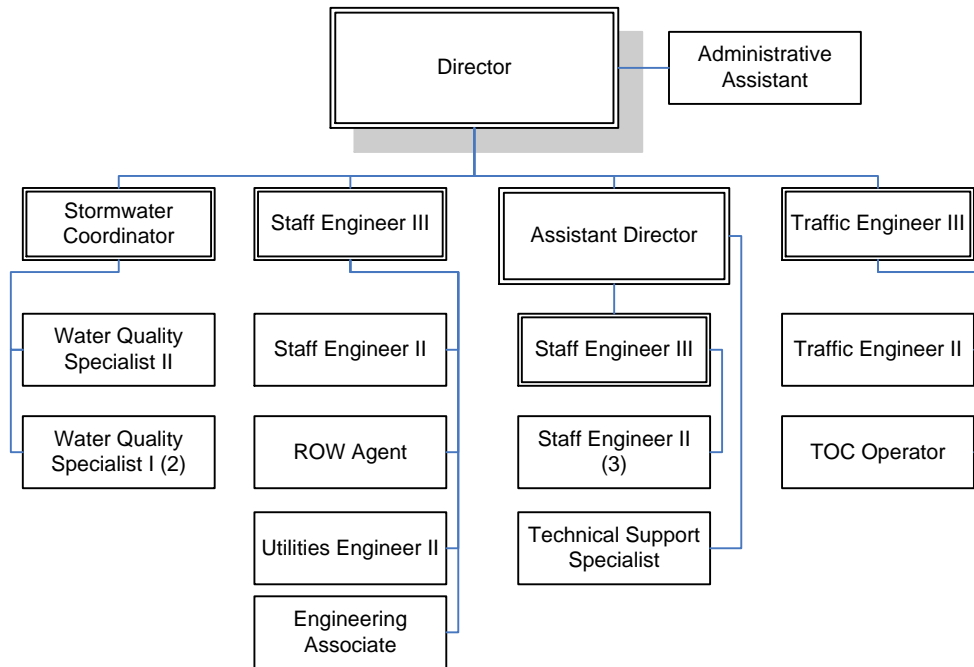 Director
Administrative
Assistant
Stormwater
Coordinator
Staff Engineer III
Assistant Director
Traffic Engineer III
Water Quality
Specialist II
Staff Engineer II
Staff Engineer III
Traffic Engineer II
Water Quality
Specialist I (2)
ROW Agent
Staff Engineer II
(3)
TOC Operator
Utilities Engineer II
Technical Support
Specialist
Engineering
Associate